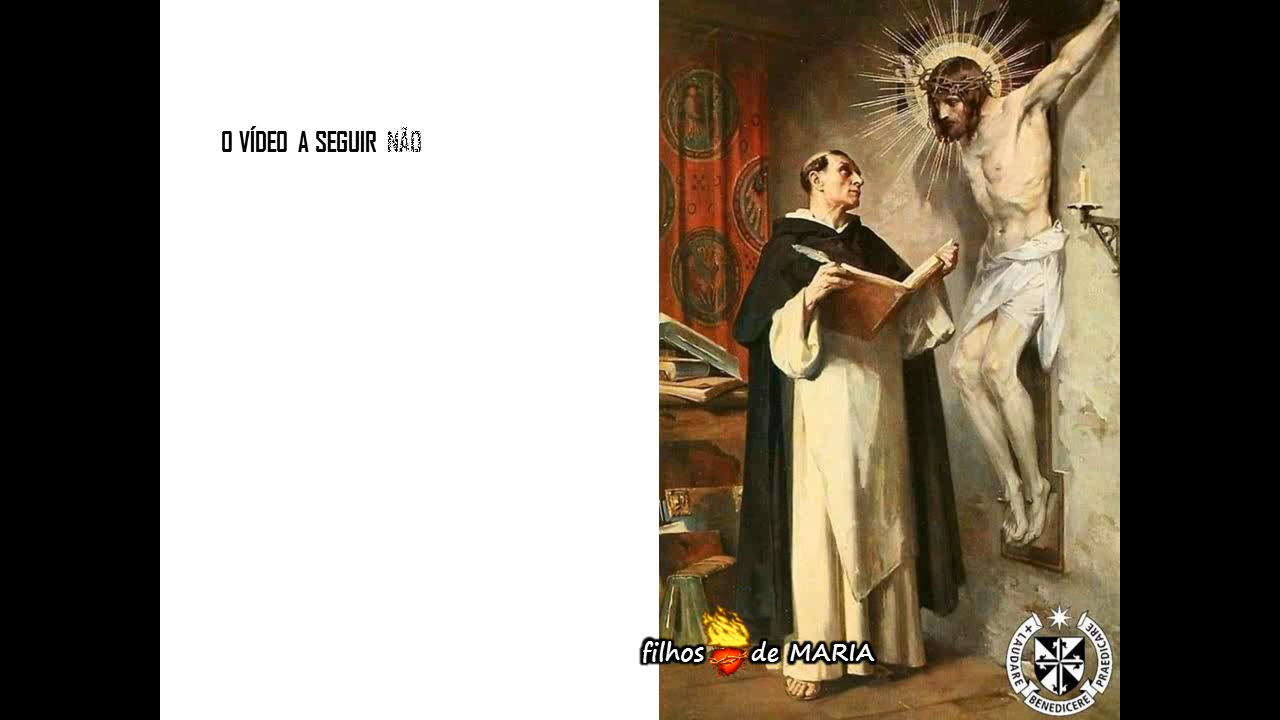 O VÍDEO A SEGUIR NÃO
filhos de MARIA
+ LAUDARE BENEDICERE PRAEDICARE